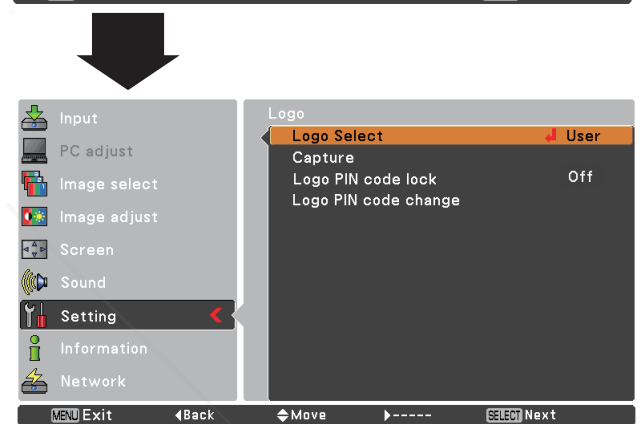 Input
PC adjust
Image select
Image adjust
Screen
Sound
Setting
Information
Network
Logo
Logo Select User
Capture
Logo PIN code lock Off
Logo PIN code change
MENU Exit Back Move ----- SELECT Next